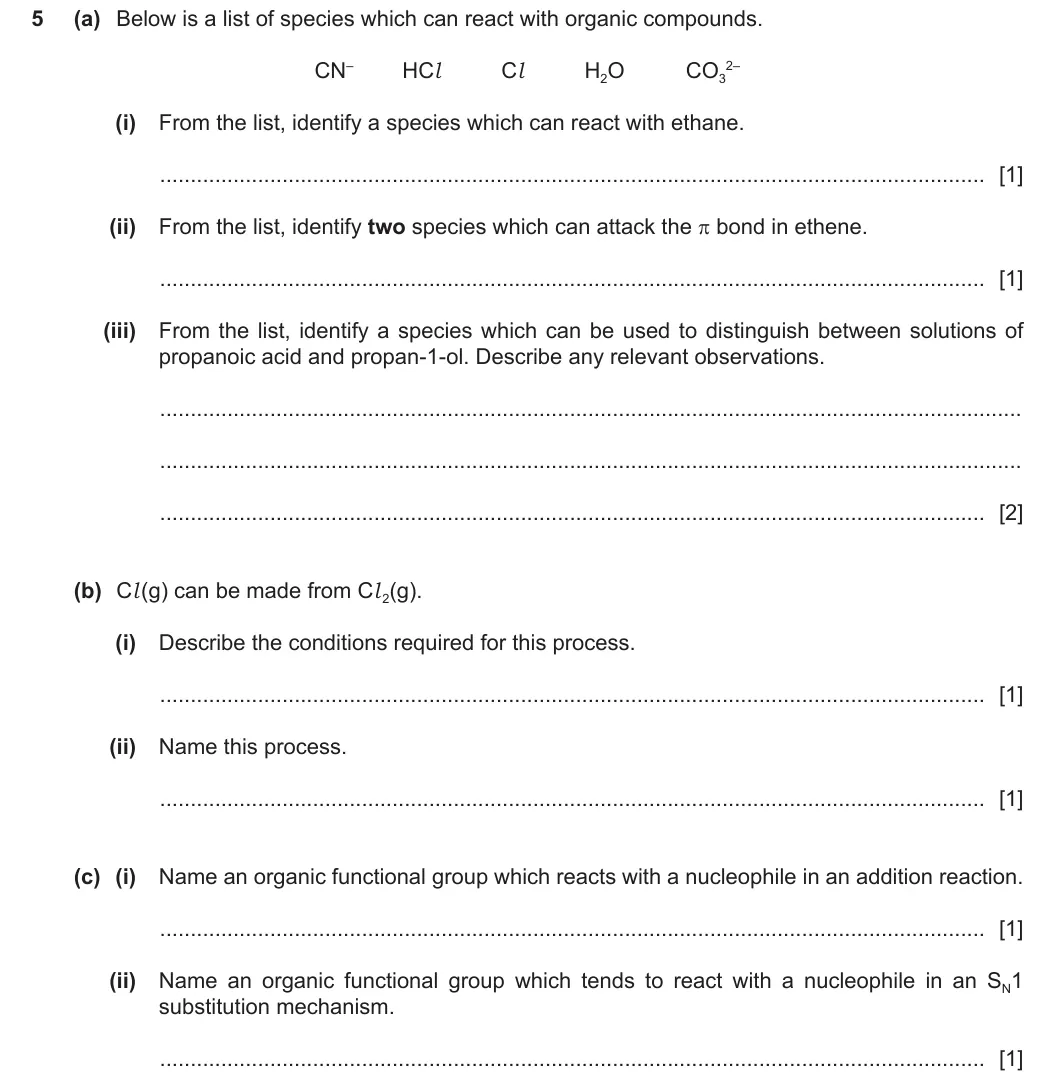 5 (a) Below is a list of species which can react with organic compounds.
CN⁻ HCl Cl H₂O CO₃²⁻
(i) From the list, identify a species which can react with ethane.
.......................................................................................................................................... [1]
(ii) From the list, identify two species which can attack the π bond in ethene.
.......................................................................................................................................... [1]
(iii) From the list, identify a species which can be used to distinguish between solutions of
propanoic acid and propan-1-ol. Describe any relevant observations.
................................................................................................................................................
................................................................................................................................................
.......................................................................................................................................... [2]
(b) Cl(g) can be made from Cl₂(g).
(i) Describe the conditions required for this process.
.......................................................................................................................................... [1]
(ii) Name this process.
.......................................................................................................................................... [1]
(c) (i) Name an organic functional group which reacts with a nucleophile in an addition reaction.
.......................................................................................................................................... [1]
(ii) Name an organic functional group which tends to react with a nucleophile in an Sₙ1
substitution mechanism.
.......................................................................................................................................... [1]